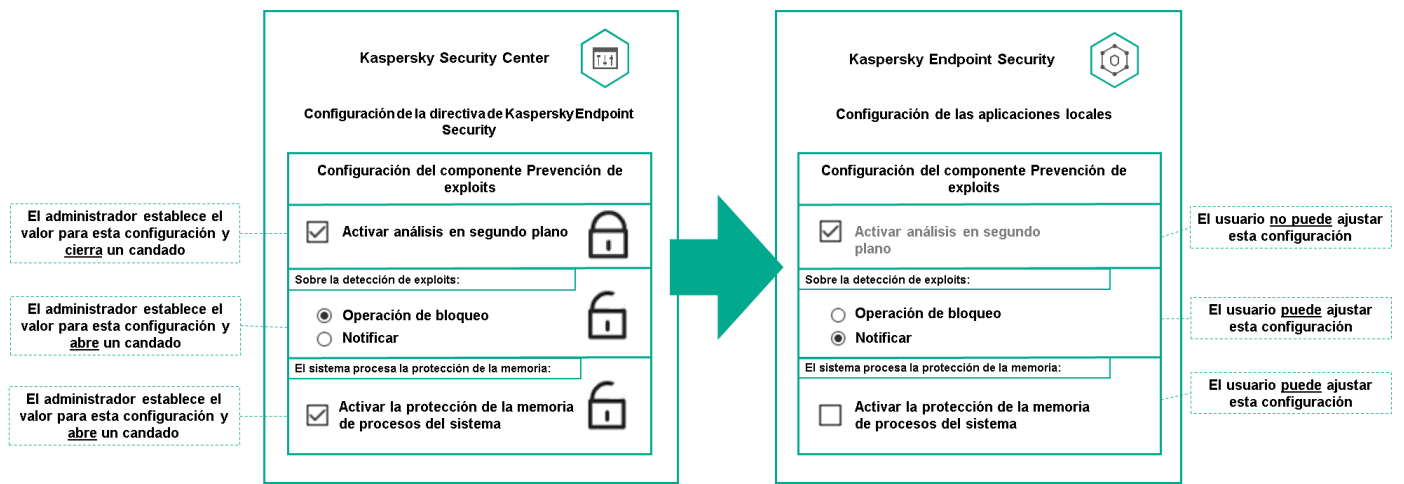 Kaspersky Security Center
Configuración de la directiva de Kaspersky Endpoint
Security
Configuración del componente Prevención de
exploits
El administrador establece el
valor para esta configuración y
cierra un candado
Activar análisis en segundo plano
Sobre la detección de exploits:
El administrador establece el
valor para esta configuración y
abre un candado
Operación de bloqueo
Notificar
El sistema procesa la protección de la memoria:
El administrador establece el
valor para esta configuración y
abre un candado
Activar la protección de la memoria
de procesos del sistema
Kaspersky Endpoint Security
Configuración de las aplicaciones locales
Configuración del componente Prevención de
exploits
Activar análisis en segundo
plano
El usuario no puede ajustar
esta configuración
Sobre la detección de exploits:
Operación de bloqueo
Notificar
El usuario puede ajustar
esta configuración
El sistema procesa la protección de la memoria:
Activar la protección de la memoria
de procesos del sistema
El usuario puede ajustar
esta configuración